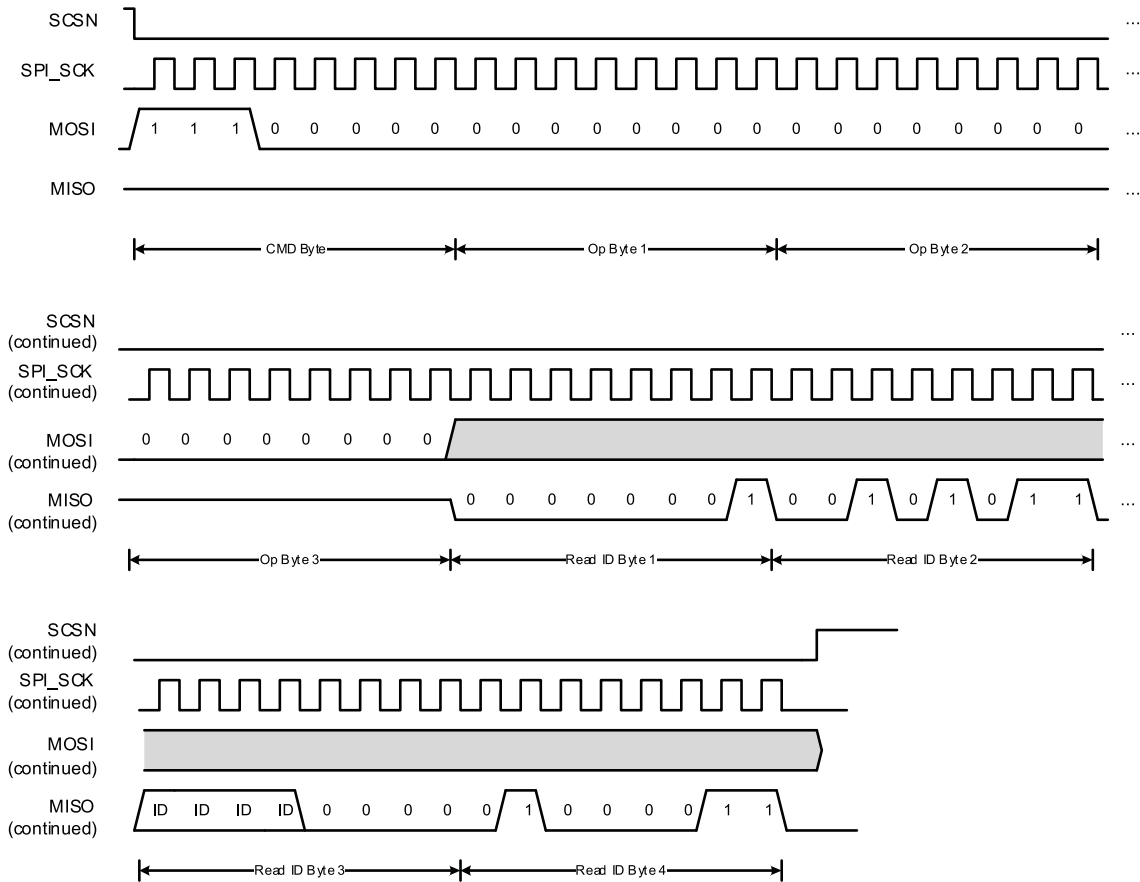 SCSN ...
SPI_SCK ...
MOSI 1 1 1 0 0 0 0 0 0 0 0 0 0 0 0 0 0 0 0 0 0 0 0 0 ...
MISO ...
CMD Byte Op Byte 1 Op Byte 2
SCSN
(continued) ...
SPI_SCK
(continued) ...
MOSI 0 0 0 0 0 0 0 0
(continued) ...
MISO 0 0 0 0 0 0 0 1 0 0 1 0 1 0 1 1 ...
(continued)
Op Byte 3 Read ID Byte 1 Read ID Byte 2
SCSN
(continued)
SPI_SCK
(continued)
MOSI
(continued)
MISO ID ID ID ID 0 0 0 0 0 1 0 0 0 0 1 1
(continued)
Read ID Byte 3 Read ID Byte 4